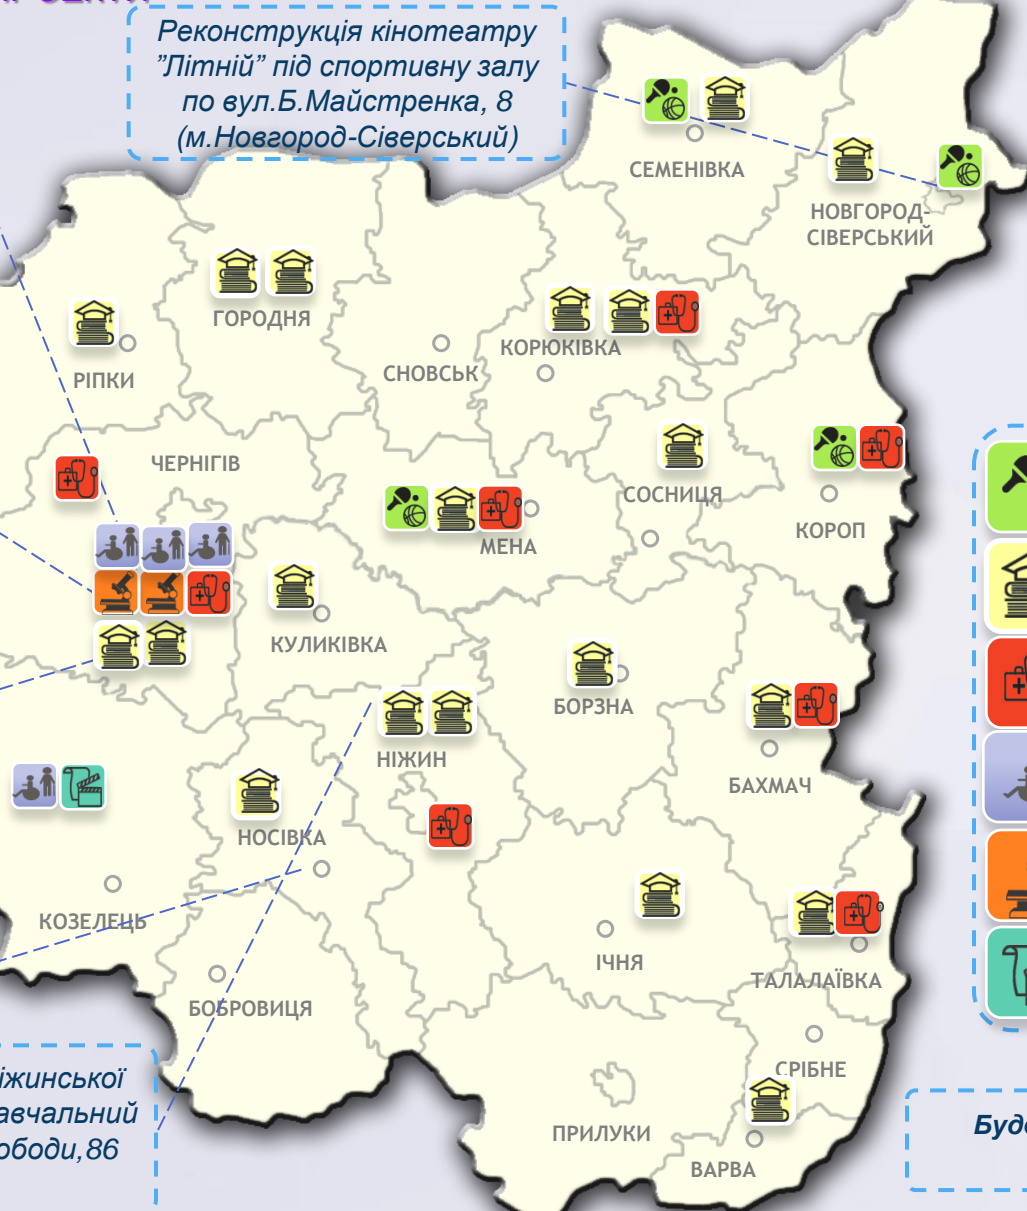 Реконструкція кінотеатру
”Літній” під спортивну залу
по вул.Б.Майстренка, 8
(м.Новгород-Сіверський)
СЕМЕНІВКА
НОВГОРОД-
СІВЕРСЬКИЙ
ГОРОДНЯ
КОРЮКІВКА
СНОВСЬК
РІПКИ
ЧЕРНІГІВ
СОСНИЦЯ
КОРОП
МЕНА
КУЛИКІВКА
БОРЗНА
НІЖИН
БАХМАЧ
НОСІВКА
КОЗЕЛЕЦЬ
ІЧНЯ
ТАЛАЛАЇВКА
БОБРОВИЦЯ
СРІБНЕ
іжинської
авчальний
ободи,86
Буд
ПРИЛУКИ
ВАРВА